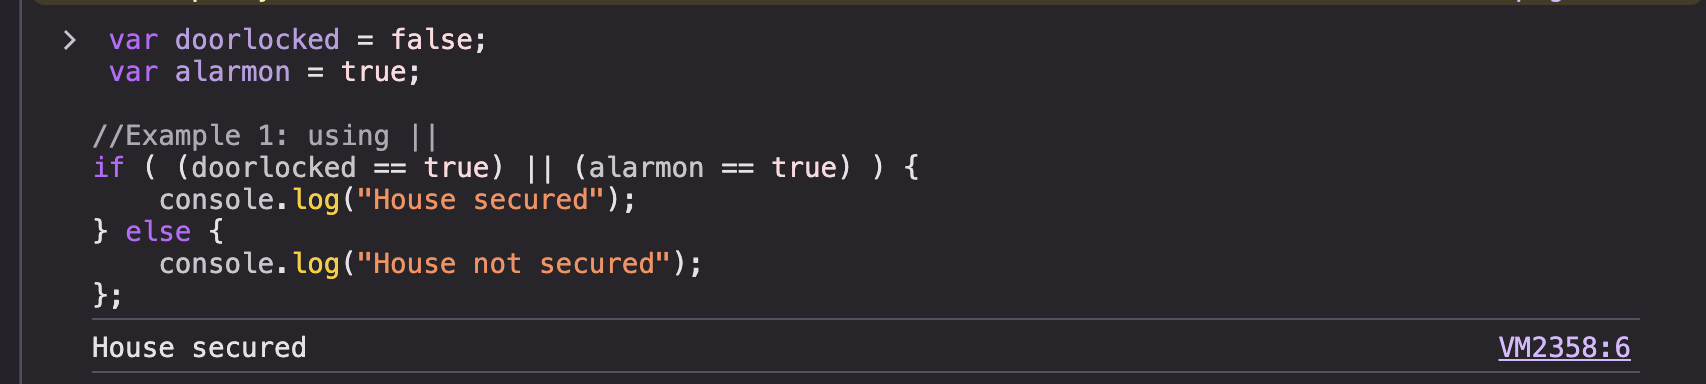 > var doorlocked = false;
var alarmon = true;
//Example 1: using ||
if ( (doorlocked == true) || (alarmon == true) ) {
    console.log("House secured");
} else {
    console.log("House not secured");
};
House secured VM2358:6